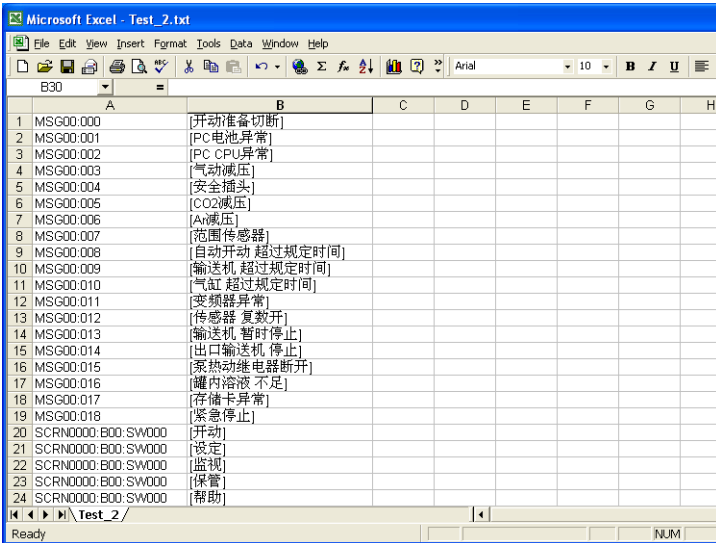 Microsoft Excel - Test_2.txt
File Edit View Insert Format Tools Data Window Help
Arial 10 B I U
B30 =
A B C D E F G H
1 MSG00:000 [开动准备切断]
2 MSG00:001 [PC电池异常]
3 MSG00:002 [PC CPU异常]
4 MSG00:003 [气动减压]
5 MSG00:004 [安全插头]
6 MSG00:005 [CO2减压]
7 MSG00:006 [Ar减压]
8 MSG00:007 [范围传感器]
9 MSG00:008 [自动开动 超过规定时间]
10 MSG00:009 [输送机 超过规定时间]
11 MSG00:010 [气缸 超过规定时间]
12 MSG00:011 [变频器异常]
13 MSG00:012 [传感器 复数开]
14 MSG00:013 [输送机 暂时停止]
15 MSG00:014 [出口输送机 停止]
16 MSG00:015 [泵热动继电器断开]
17 MSG00:016 [罐内溶液 不足]
18 MSG00:017 [存储卡异常]
19 MSG00:018 [紧急停止]
20 SCRN0000:B00:SW000 [开动]
21 SCRN0000:B00:SW000 [设定]
22 SCRN0000:B00:SW000 [监视]
23 SCRN0000:B00:SW000 [保管]
24 SCRN0000:B00:SW000 [帮助]
Test_2
Ready NUM